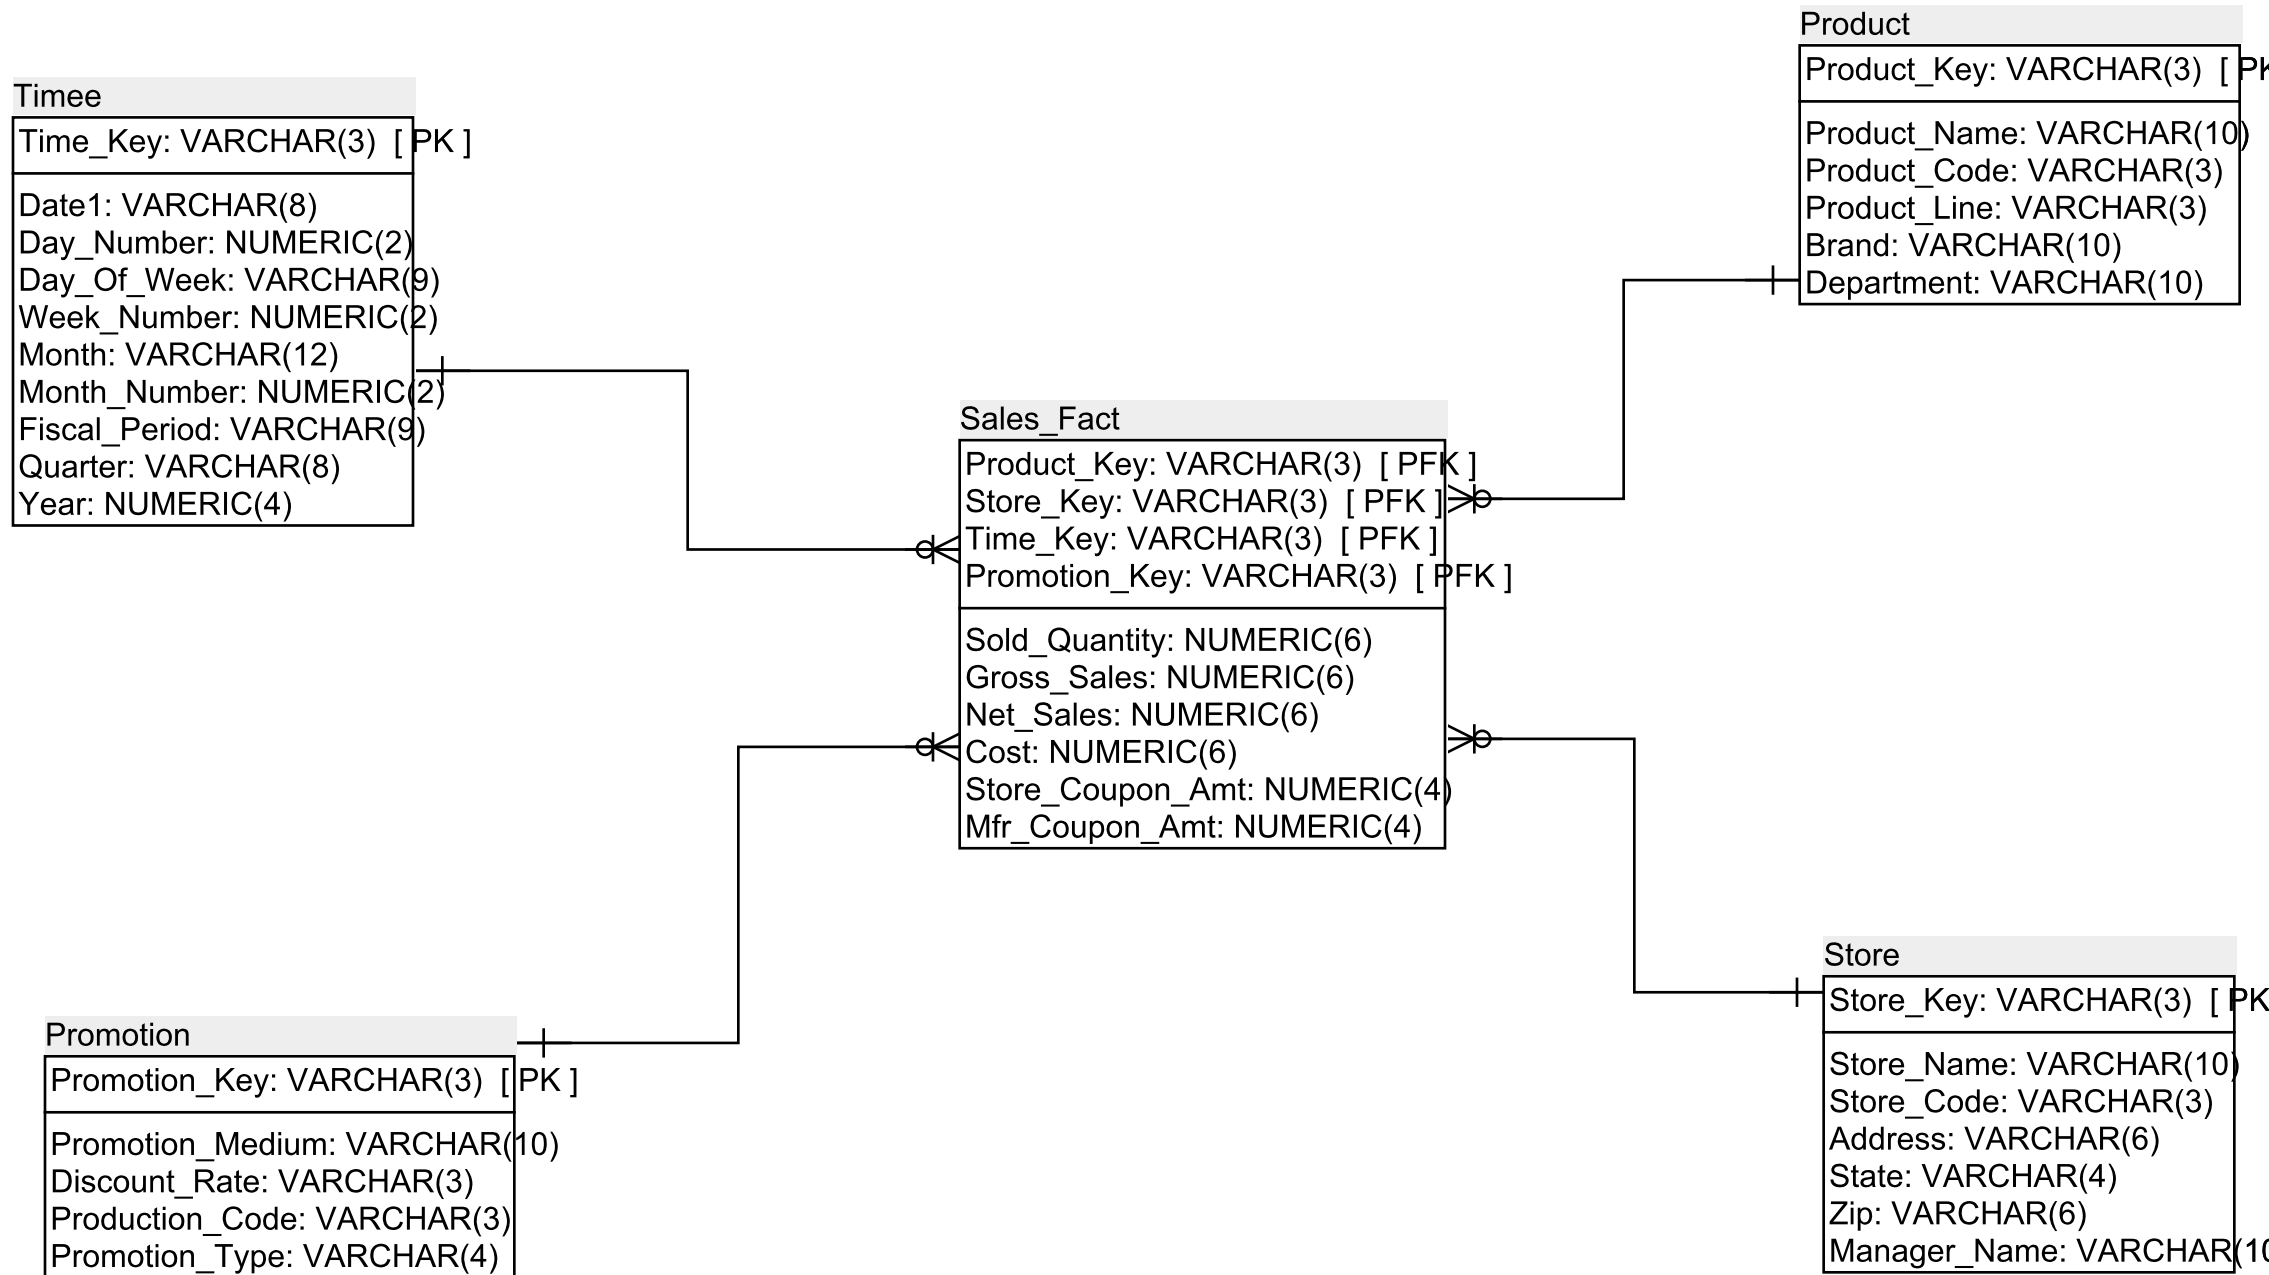 Timee
Time_Key: VARCHAR(3) [ PK ]
Date1: VARCHAR(8)
Day_Number: NUMERIC(2)
Day_Of_Week: VARCHAR(9)
Week_Number: NUMERIC(2)
Month: VARCHAR(12)
Month_Number: NUMERIC(2)
Fiscal_Period: VARCHAR(9)
Quarter: VARCHAR(8)
Year: NUMERIC(4)
Product
Product_Key: VARCHAR(3) [ PK
Product_Name: VARCHAR(10)
Product_Code: VARCHAR(3)
Product_Line: VARCHAR(3)
Brand: VARCHAR(10)
Department: VARCHAR(10)
Sales_Fact
Product_Key: VARCHAR(3) [ PFK ]
Store_Key: VARCHAR(3) [ PFK ]
Time_Key: VARCHAR(3) [ PFK ]
Promotion_Key: VARCHAR(3) [ PFK ]
Sold_Quantity: NUMERIC(6)
Gross_Sales: NUMERIC(6)
Net_Sales: NUMERIC(6)
Cost: NUMERIC(6)
Store_Coupon_Amt: NUMERIC(4)
Mfr_Coupon_Amt: NUMERIC(4)
Promotion
Promotion_Key: VARCHAR(3) [ PK ]
Promotion_Medium: VARCHAR(10)
Discount_Rate: VARCHAR(3)
Production_Code: VARCHAR(3)
Promotion_Type: VARCHAR(4)
Store
Store_Key: VARCHAR(3) [ PK
Store_Name: VARCHAR(10)
Store_Code: VARCHAR(3)
Address: VARCHAR(6)
State: VARCHAR(4)
Zip: VARCHAR(6)
Manager_Name: VARCHAR(10